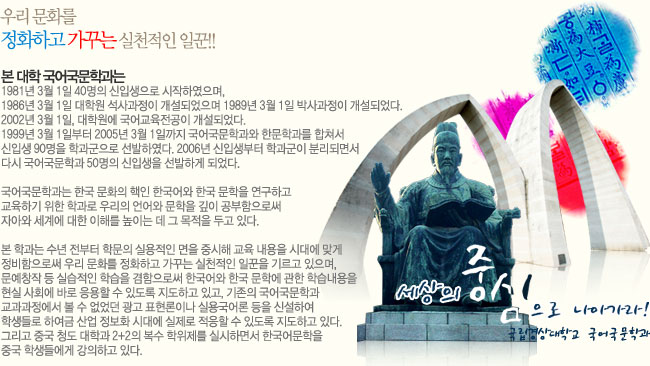 우리 문화를
정화하고 가꾸는 실천적인 일꾼!!
본 대학 국어국문학과는
1981년 3월 1일 40명의 신입생으로 시작하였으며,
1986년 3월 1일 대학원 석사과정이 개설되었으며 1989년 3월 1일 박사과정이 개설되었다.
2002년 3월 1일, 대학원에 국어교육전공이 개설되었다.
1999년 3월 1일부터 2005년 3월 1일까지 국어국문학과와 한문학과를 합쳐서
신입생 90명을 학과군으로 선발하였다. 2006년 신입생부터 학과군이 분리되면서
다시 국어국문학과 50명의 신입생을 선발하게 되었다.
국어국문학과는 한국 문화의 핵인 한국어와 한국 문학을 연구하고
교육하기 위한 학과로 우리의 언어와 문학을 깊이 공부함으로써
자아와 세계에 대한 이해를 높이는 데 그 목적을 두고 있다.
본 학과는 수년 전부터 학문의 실용적인 면을 중시해 교육 내용을 시대에 맞게
정비함으로써 우리 문화를 정화하고 가꾸는 실천적인 일꾼을 기르고 있으며,
문예창작 등 실습적인 학습을 겸함으로써 한국어와 한국 문학에 관한 학습내용을
현실 사회에 바로 응용할 수 있도록 지도하고 있고, 기존의 국어국문학과
교과과정에서 볼 수 없었던 광고 표현론이나 실용국어론 등을 신설하여
학생들로 하여금 산업 정보화 시대에 실제로 적응할 수 있도록 지도하고 있다.
그리고 중국 청도 대학과 2+2의 복수 학위제를 실시하면서 한국어문학을
중국 학생들에게 강의하고 있다.
세상의 중심으로 나아가라!
국립경상대학교 국어국문학과